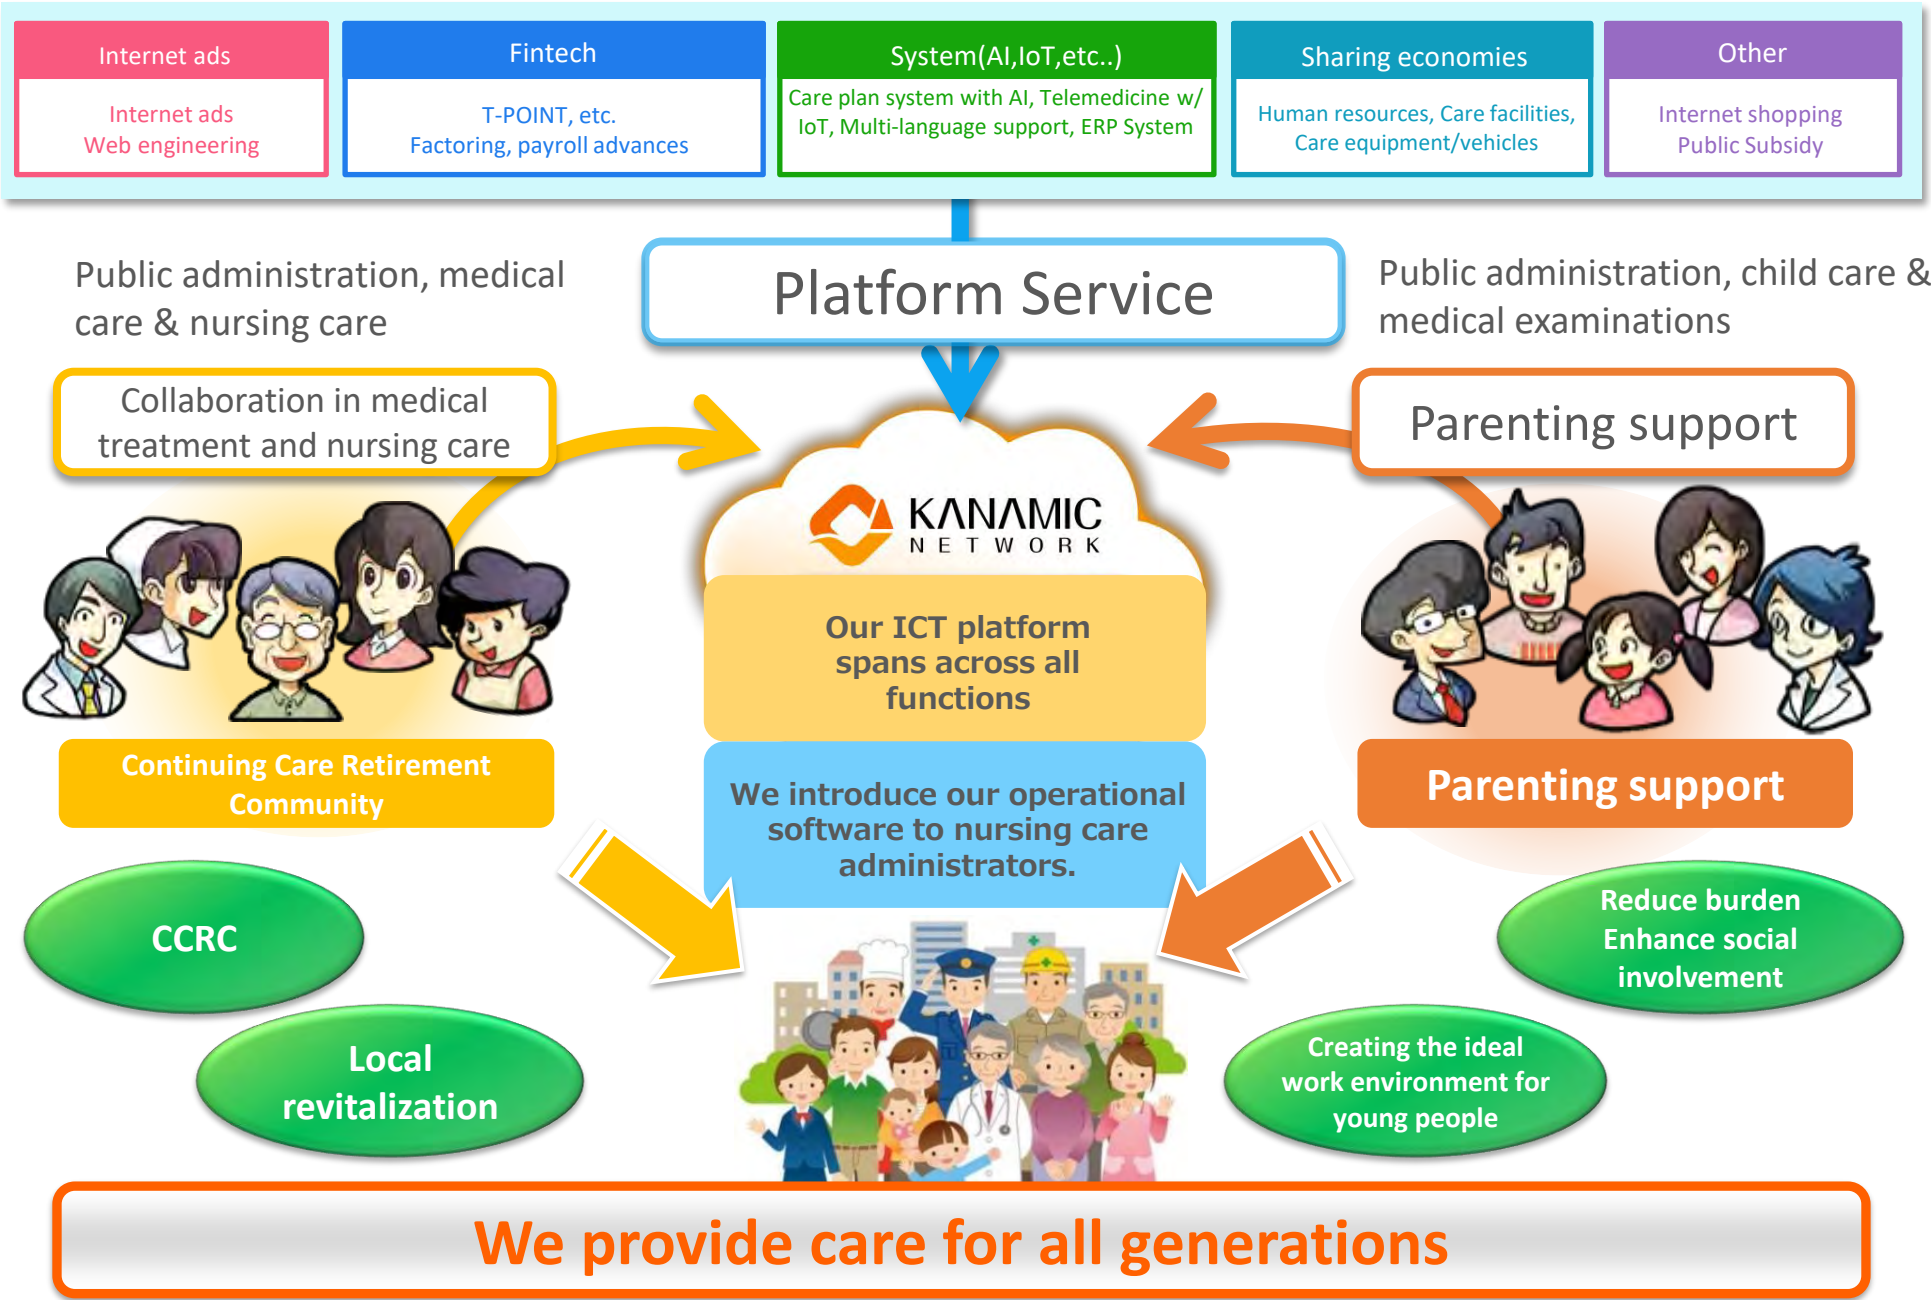 Internet ads
Internet ads
Web engineering
Fintech
T-POINT, etc.
Factoring, payroll advances
System(AI,IoT,etc..)
Care plan system with AI, Telemedicine w/
IoT, Multi-language support, ERP System
Sharing economies
Human resources, Care facilities,
Care equipment/vehicles
Other
Internet shopping
Public Subsidy
Public administration, medical
care & nursing care
Platform Service
Public administration, child care &
medical examinations
Collaboration in medical
treatment and nursing care
Parenting support
KANAMIC
NETWORK
Our ICT platform
spans across all
functions
Continuing Care Retirement
Community
We introduce our operational
software to nursing care
administrators.
Parenting support
CCRC
Local
revitalization
Reduce burden
Enhance social
involvement
Creating the ideal
work environment for
young people
We provide care for all generations